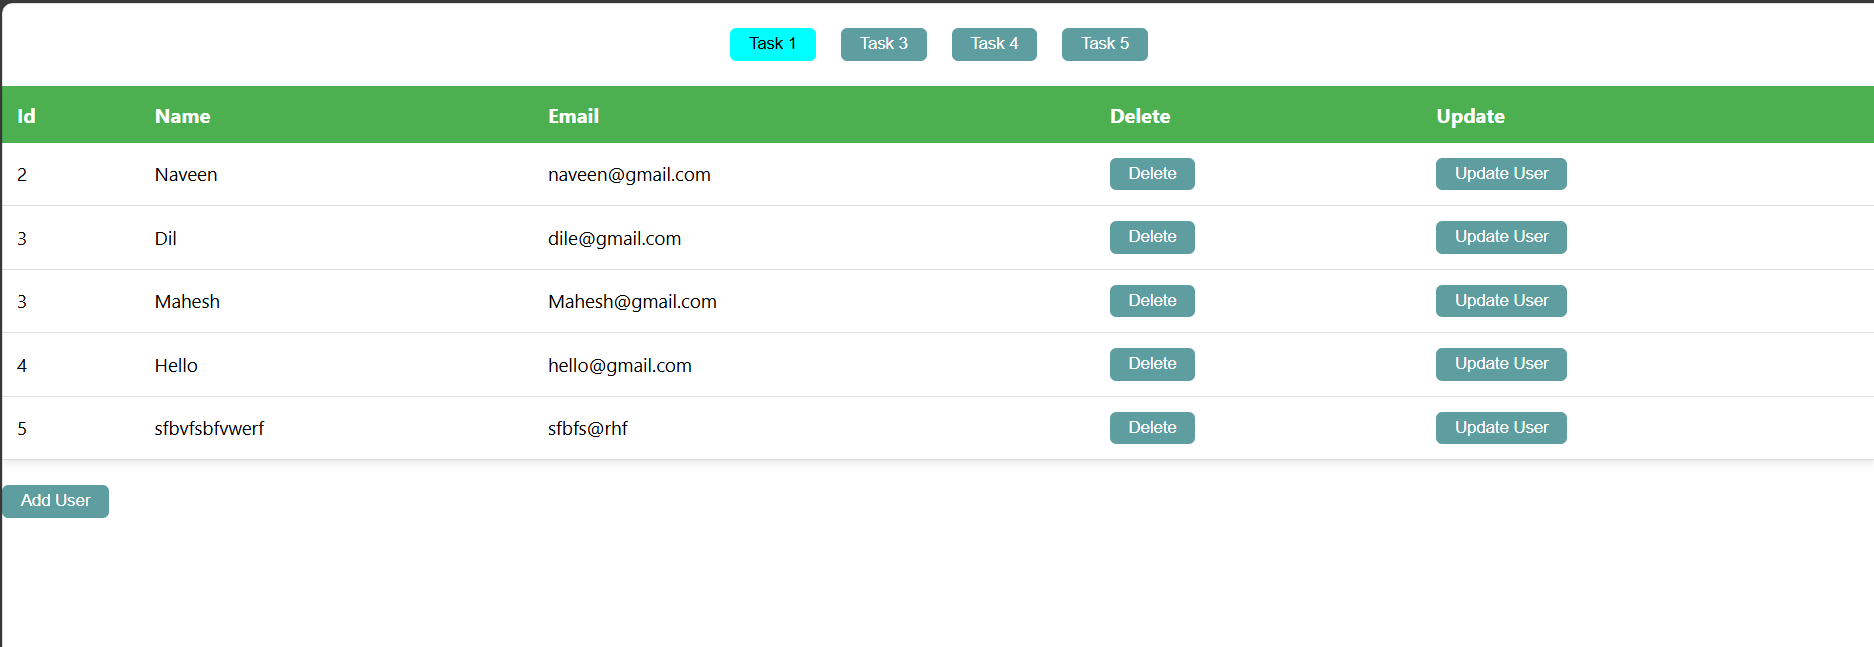 Task 1 Task 3 Task 4 Task 5
Id Name Email Delete Update
2 Naveen naveen@gmail.com Delete Update User
3 Dil dile@gmail.com Delete Update User
3 Mahesh Mahesh@gmail.com Delete Update User
4 Hello hello@gmail.com Delete Update User
5 sfbvfsbfvwerf sfbfs@rhf Delete Update User
Add User